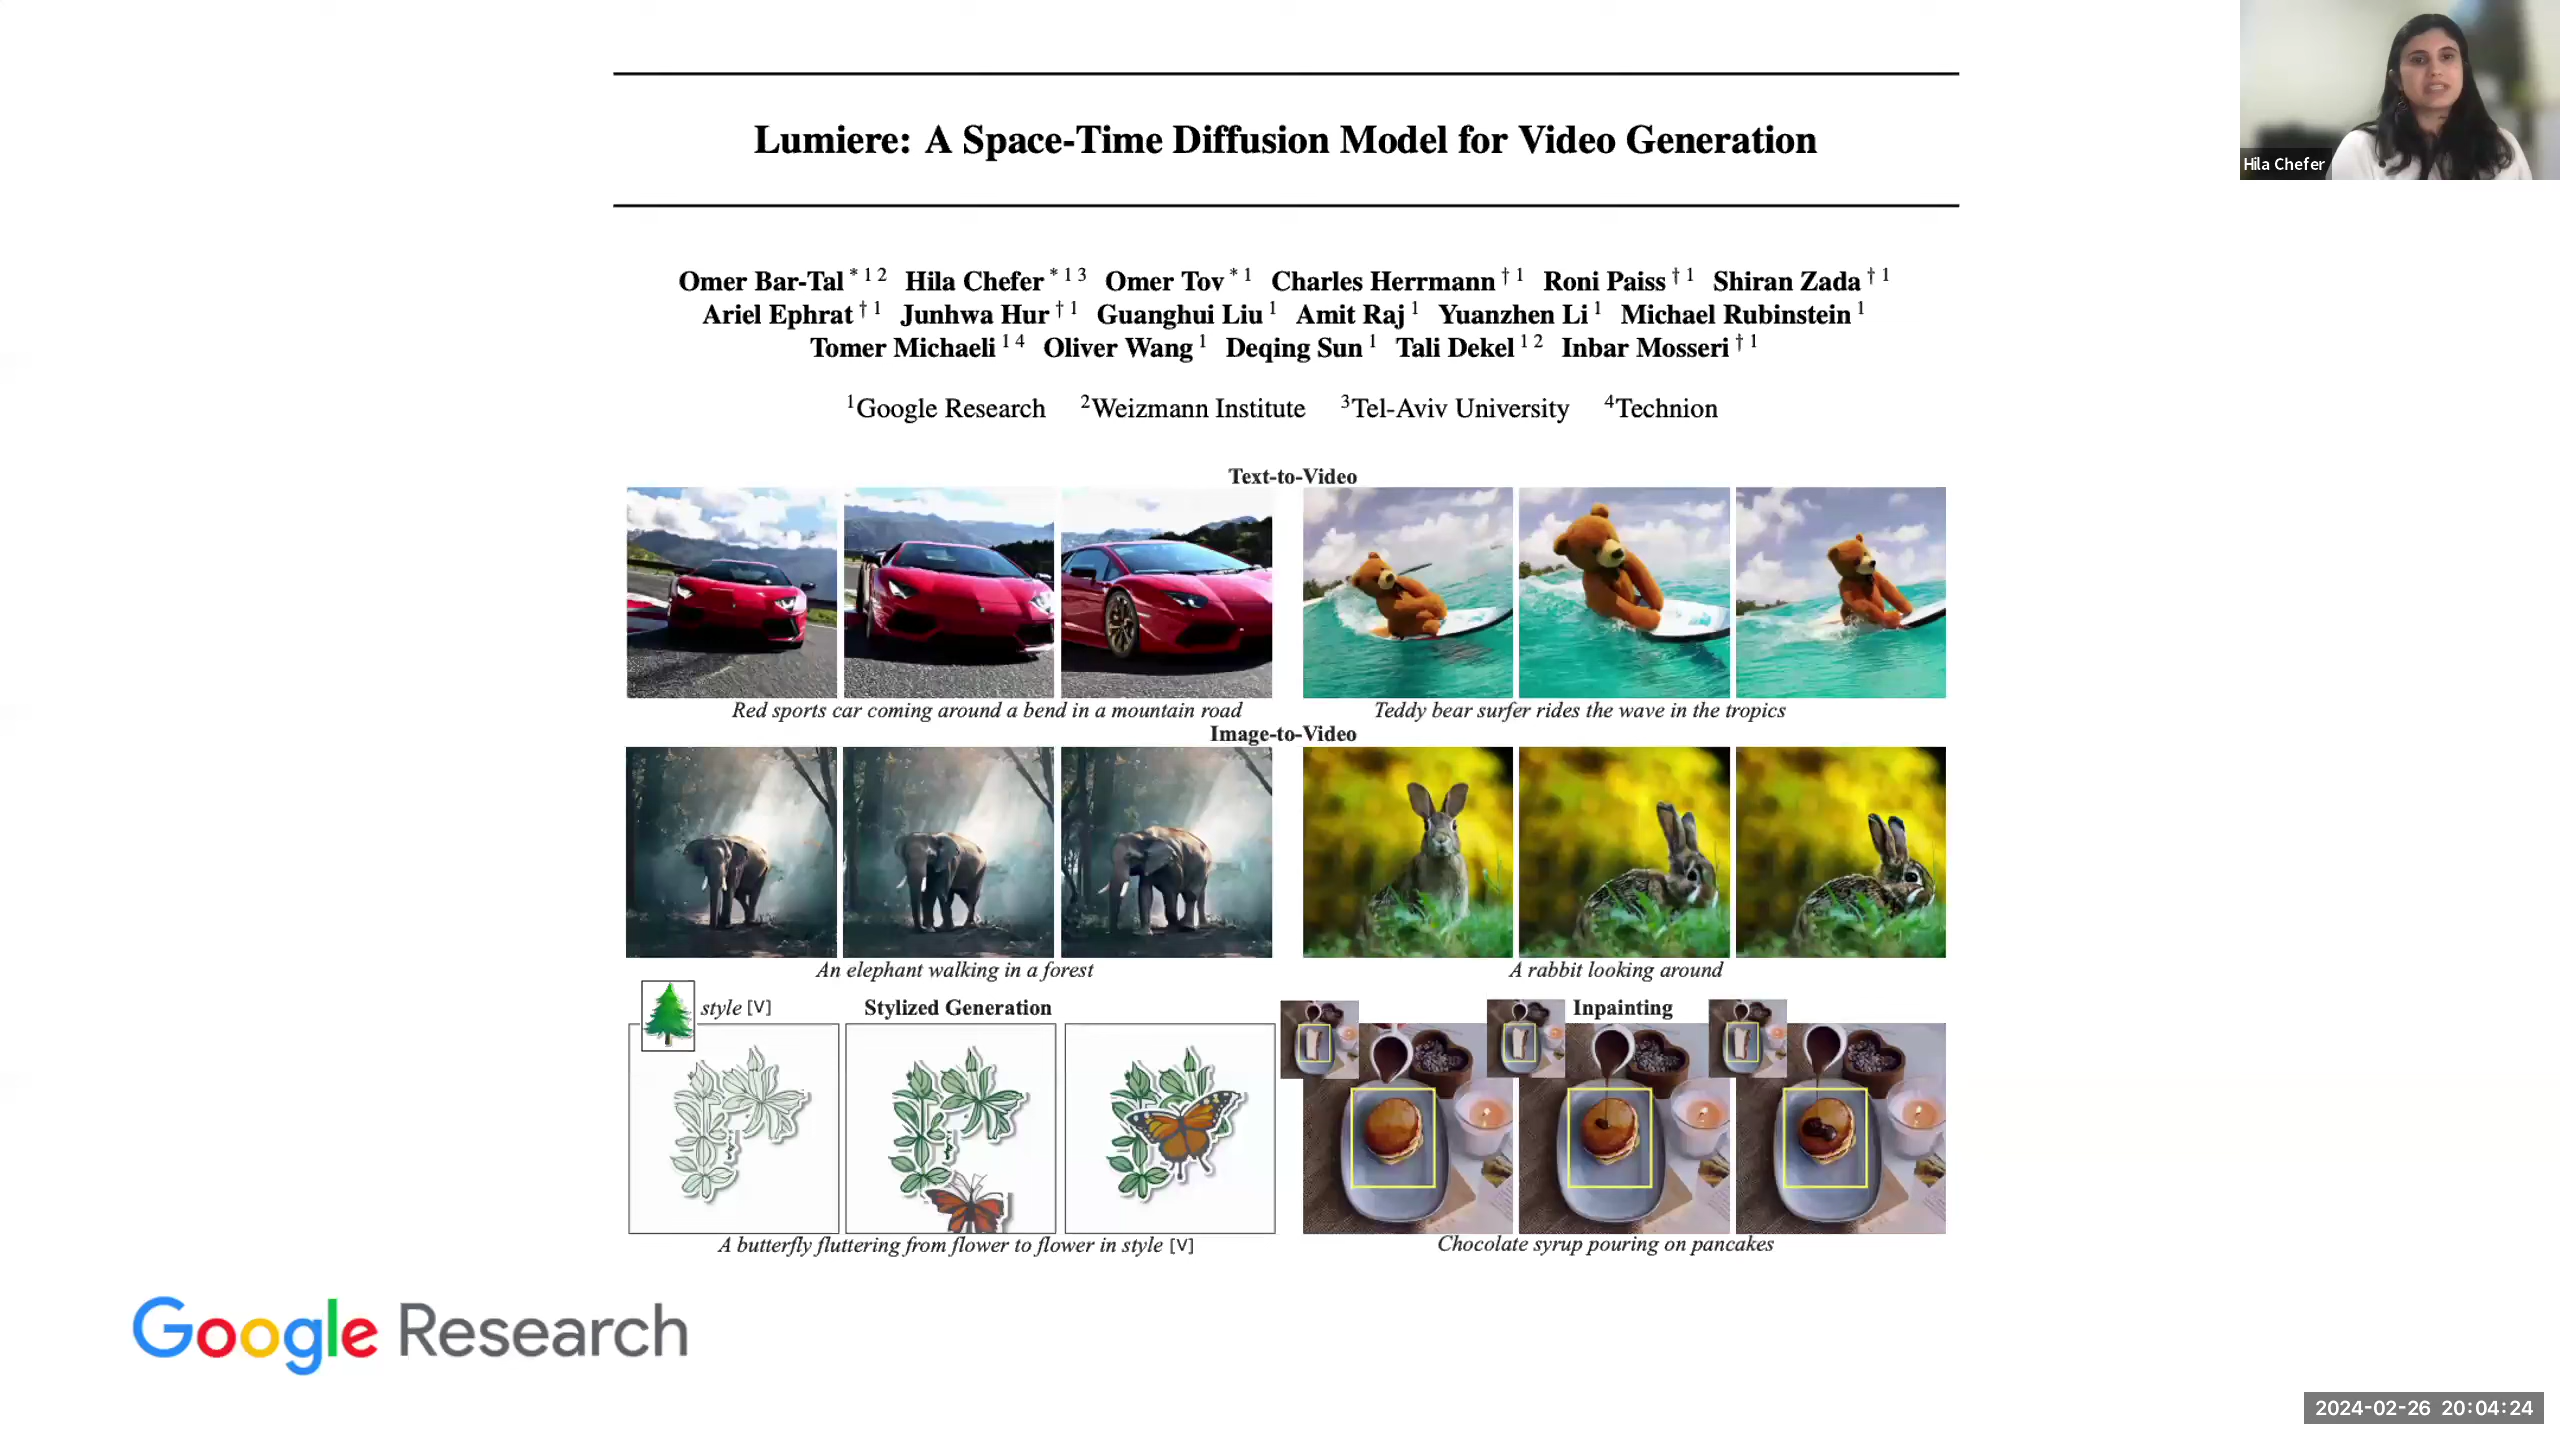 Hila Chefer
Lumiere: A Space-Time Diffusion Model for Video Generation
Omer Bar-Tal * 1 2 Hila Chefer * 1 3 Omer Tov * 1 Charles Herrmann † 1 Roni Paiss † 1 Shiran Zada † 1
Ariel Ephrat † 1 Junhwa Hur † 1 Guanghui Liu 1 Amit Raj 1 Yuanzhen Li 1 Michael Rubinstein 1
Tomer Michaeli 1 4 Oliver Wang 1 Deqing Sun 1 Tali Dekel 1 2 Inbar Mosseri † 1
1Google Research 2Weizmann Institute 3Tel-Aviv University 4Technion
Text-to-Video
Red sports car coming around a bend in a mountain road
Teddy bear surfer rides the wave in the tropics
Image-to-Video
An elephant walking in a forest
A rabbit looking around
style [V]
Stylized Generation
Inpainting
A butterfly fluttering from flower to flower in style [V]
Chocolate syrup pouring on pancakes
Google Research
2024-02-26 20:04:24